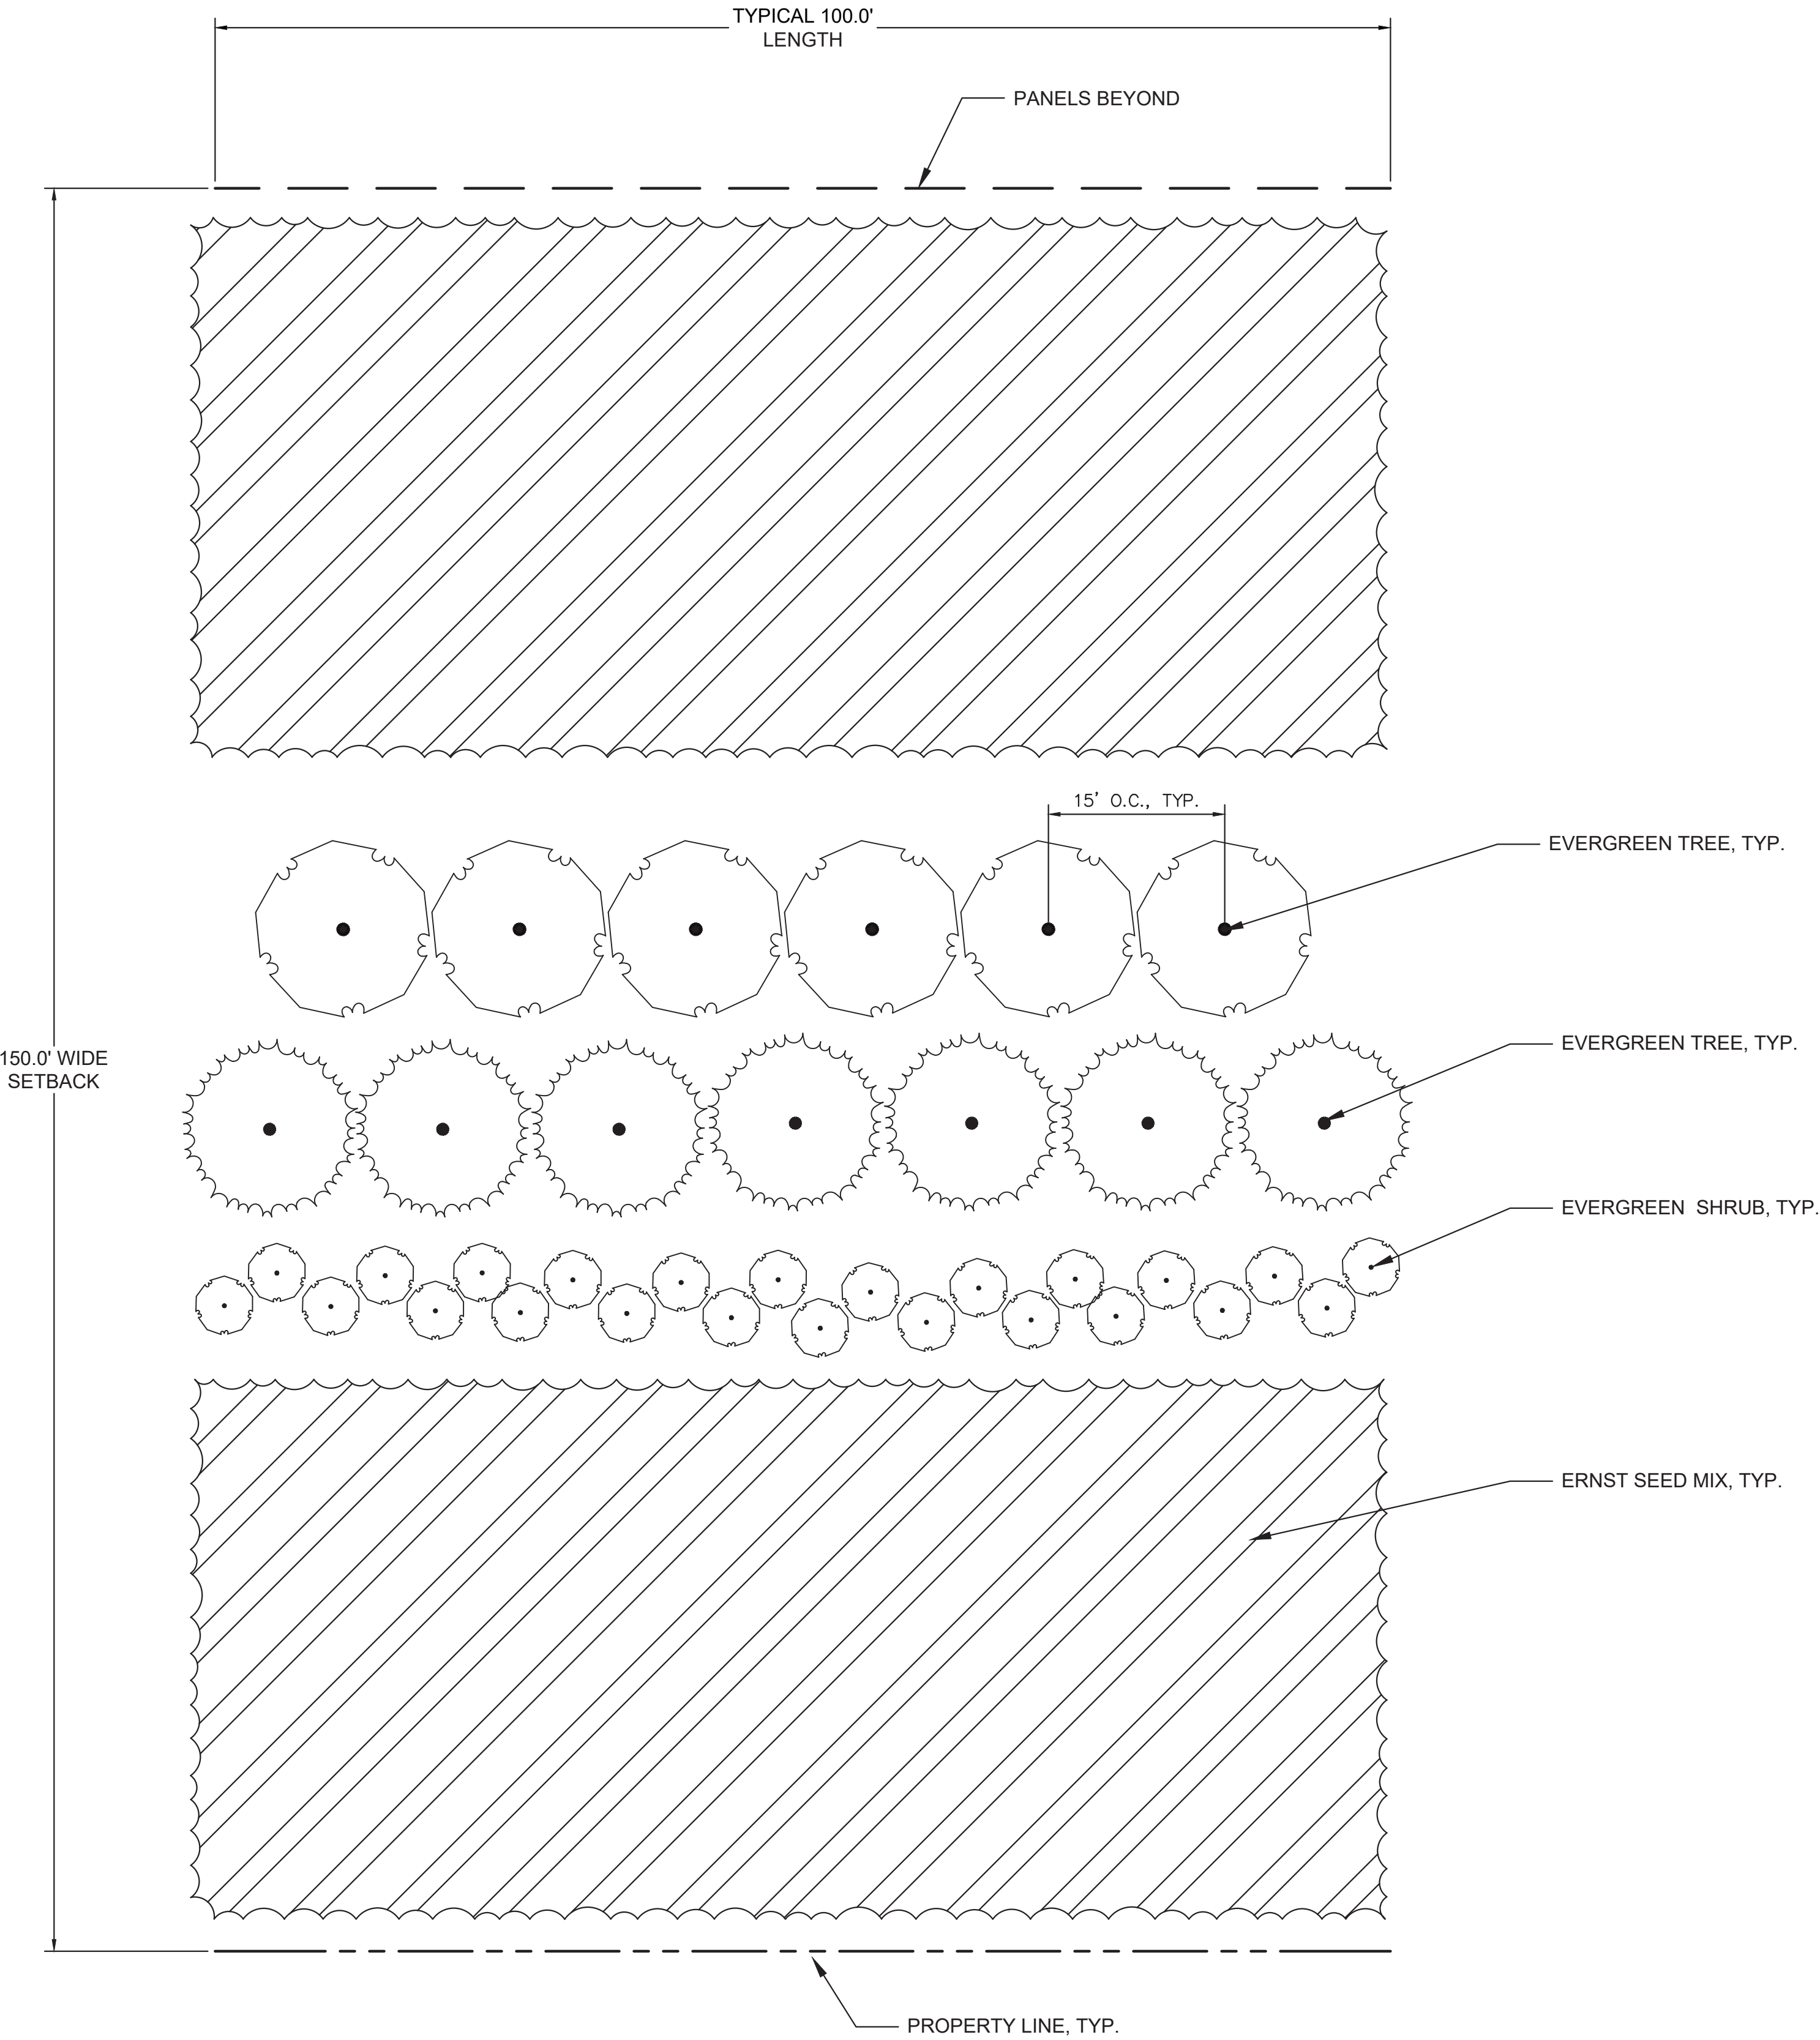 TYPICAL 100.0'
LENGTH
PANELS BEYOND
15' O.C., TYP.
EVERGREEN TREE, TYP.
EVERGREEN TREE, TYP.
150.0' WIDE
SETBACK
EVERGREEN SHRUB, TYP.
ERNST SEED MIX, TYP.
PROPERTY LINE, TYP.